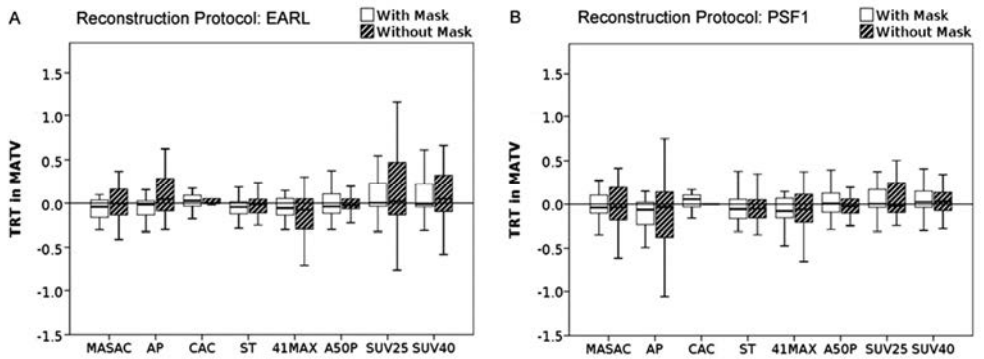 A
Reconstruction Protocol: EARL
With Mask
Without Mask
TRT in MATV
1.5
1.0
0.5
0.0
-0.5
-1.0
-1.5
MASAC AP CAC ST 41MAX A50P SUV25 SUV40
B
Reconstruction Protocol: PSF1
With Mask
Without Mask
TRT in MATV
1.5
1.0
0.5
0.0
-0.5
-1.0
-1.5
MASAC AP CAC ST 41MAX A50P SUV25 SUV40